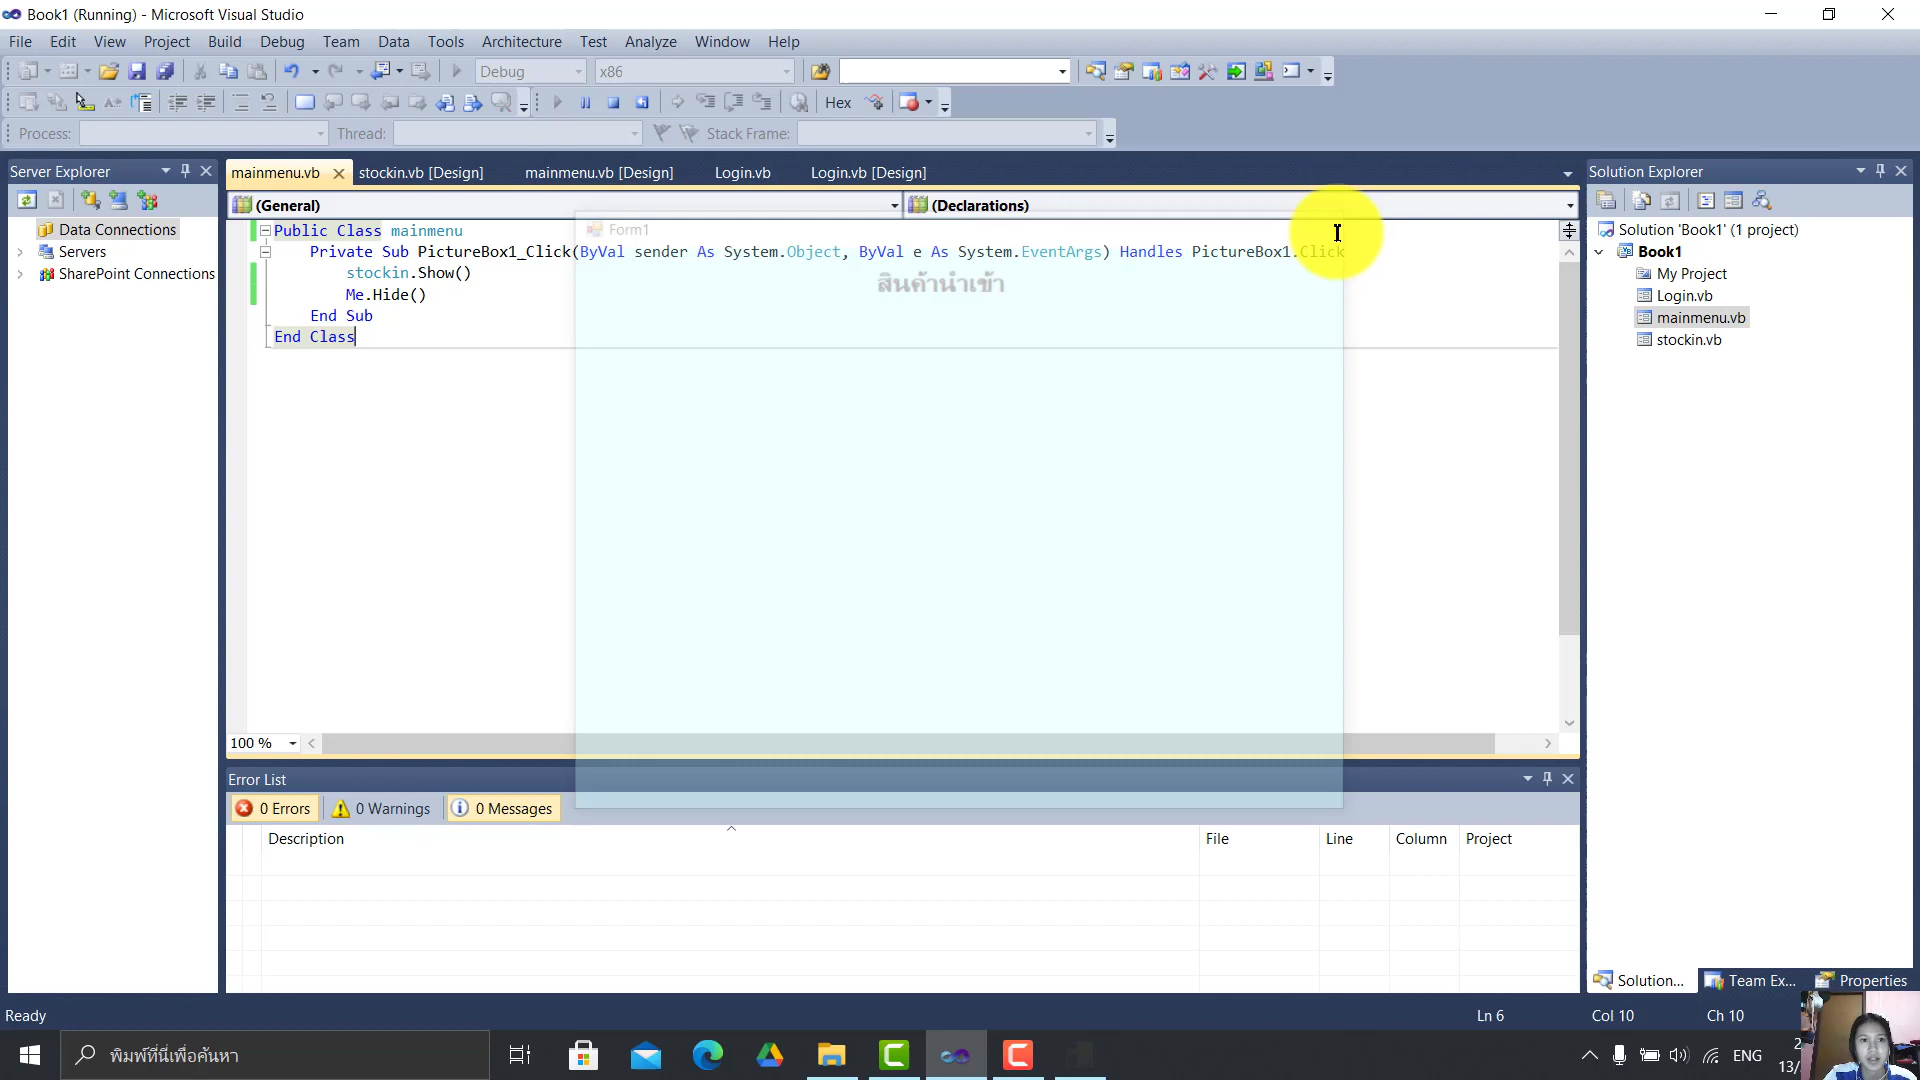 Book1 (Running) - Microsoft Visual Studio
File Edit View Project Build Debug Team Data Tools Architecture Test Analyze Window Help
Debug x86
Hex
Process: Thread: Stack Frame:
Server Explorer
Data Connections
Servers
SharePoint Connections
mainmenu.vb stockin.vb [Design] mainmenu.vb [Design] Login.vb Login.vb [Design]
(General) (Declarations)
Form1
สินค้านำเข้า
Public Class mainmenu
Private Sub PictureBox1_Click(ByVal sender As System.Object, ByVal e As System.EventArgs) Handles PictureBox1.Click
stockin.Show()
Me.Hide()
End Sub
End Class
100 %
Error List
0 Errors 0 Warnings 0 Messages
Description File Line Column Project
Solution Explorer
Solution 'Book1' (1 project)
Book1
My Project
Login.vb
mainmenu.vb
stockin.vb
Solution... Team Ex... Properties
Ready Ln 6 Col 10 Ch 10
พิมพ์ที่นี่เพื่อค้นหา
ENG
13/